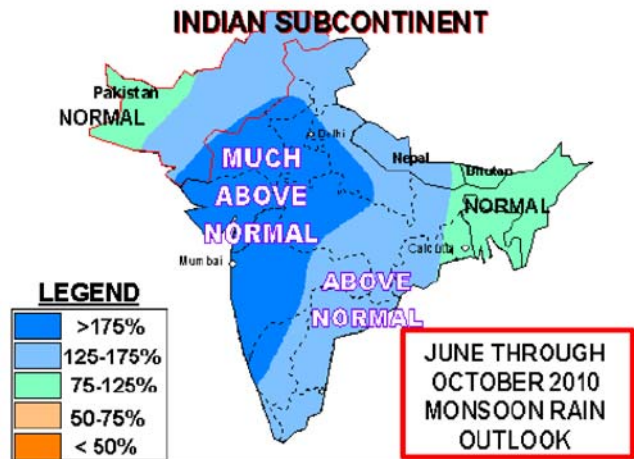 INDIAN SUBCONTINENT
Pakistan
NORMAL
Delhi
MUCH
ABOVE
NORMAL
Nepal
Bhutan
NORMAL
Calcutta
Mumbai
ABOVE
NORMAL
LEGEND
>175%
125-175%
75-125%
50-75%
< 50%
JUNE THROUGH
OCTOBER 2010
MONSOON RAIN
OUTLOOK